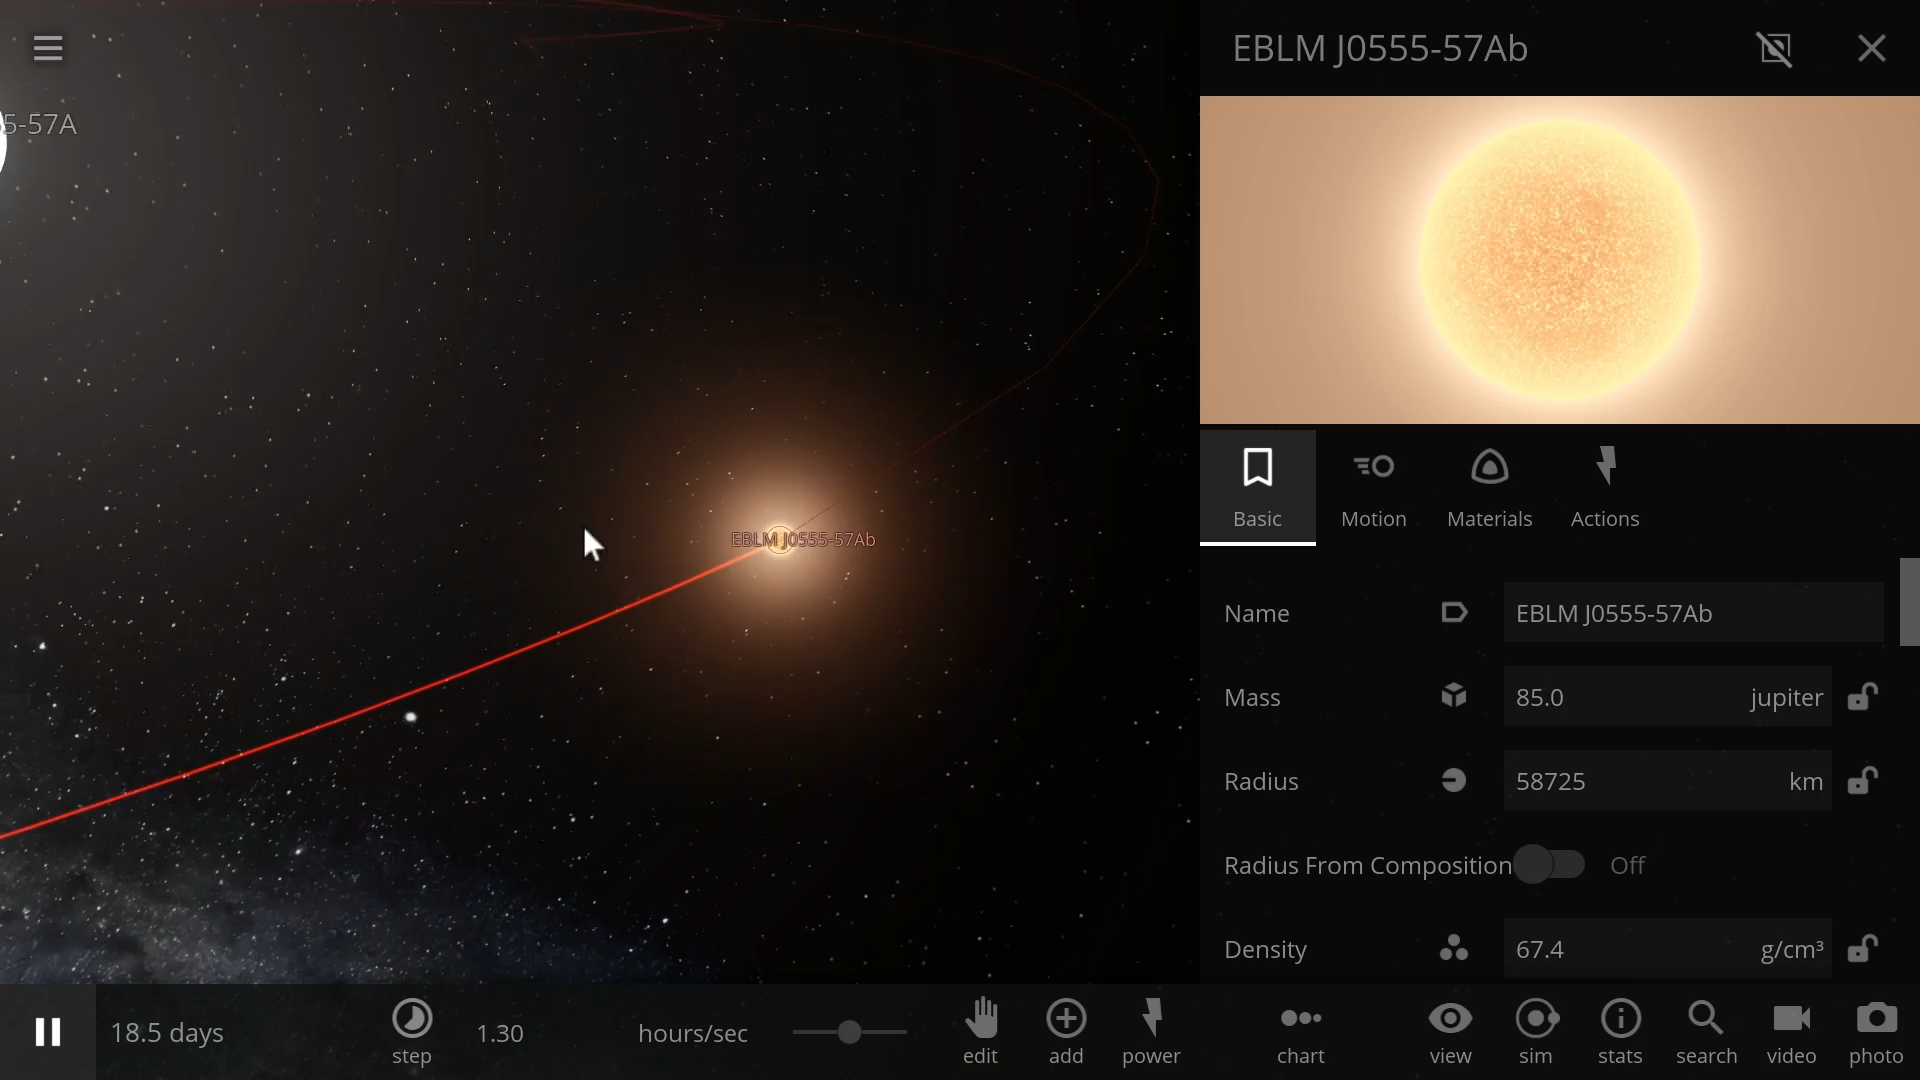 EBLM J0555-57Ab
5-57A
EBLM J0555-57Ab
Basic
Motion
Materials
Actions
Name EBLM J0555-57Ab
Mass 85.0 jupiter
Radius 58725 km
Radius From Composition Off
Density 67.4 g/cm³
18.5 days
step
1.30 hours/sec
edit
add
power
chart
view
sim
stats
search
video
photo